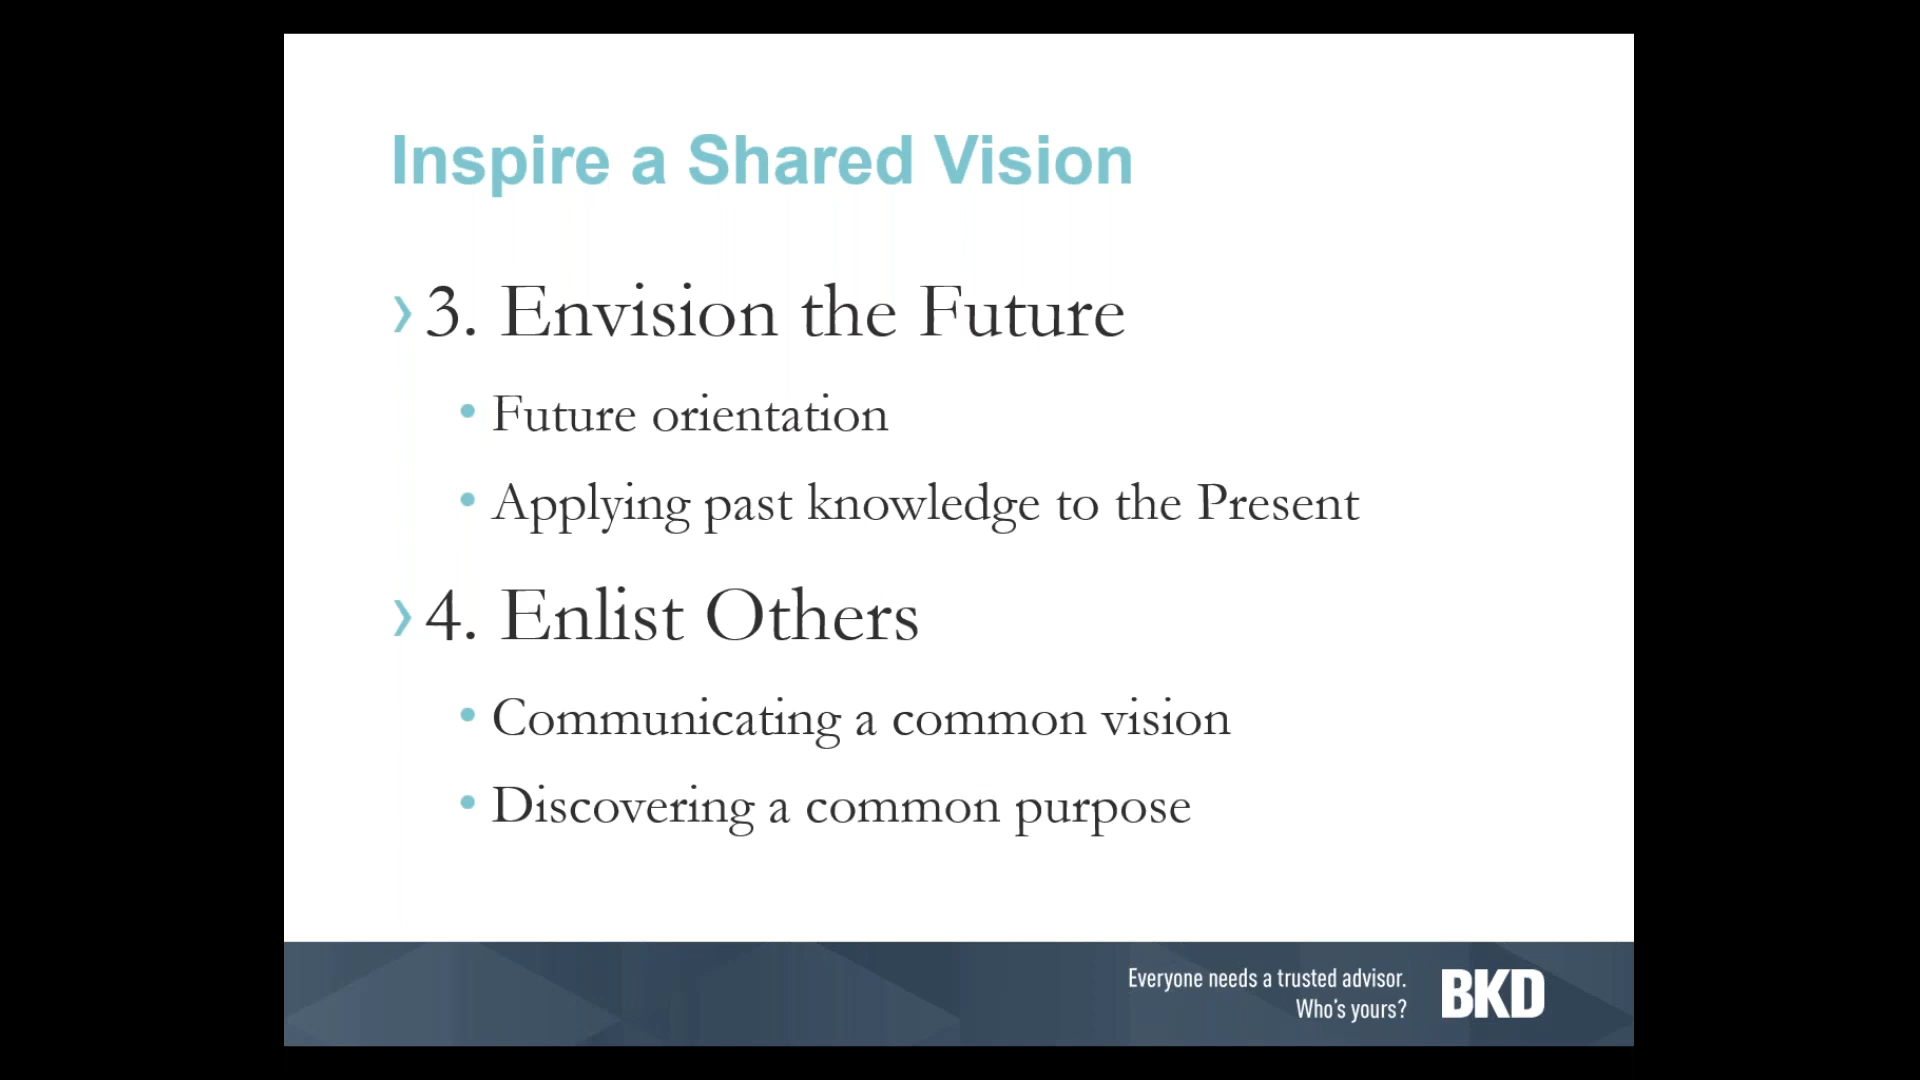 Inspire a Shared Vision
› 3. Envision the Future
• Future orientation
• Applying past knowledge to the Present
› 4. Enlist Others
• Communicating a common vision
• Discovering a common purpose
Everyone needs a trusted advisor.
Who's yours?
BKD